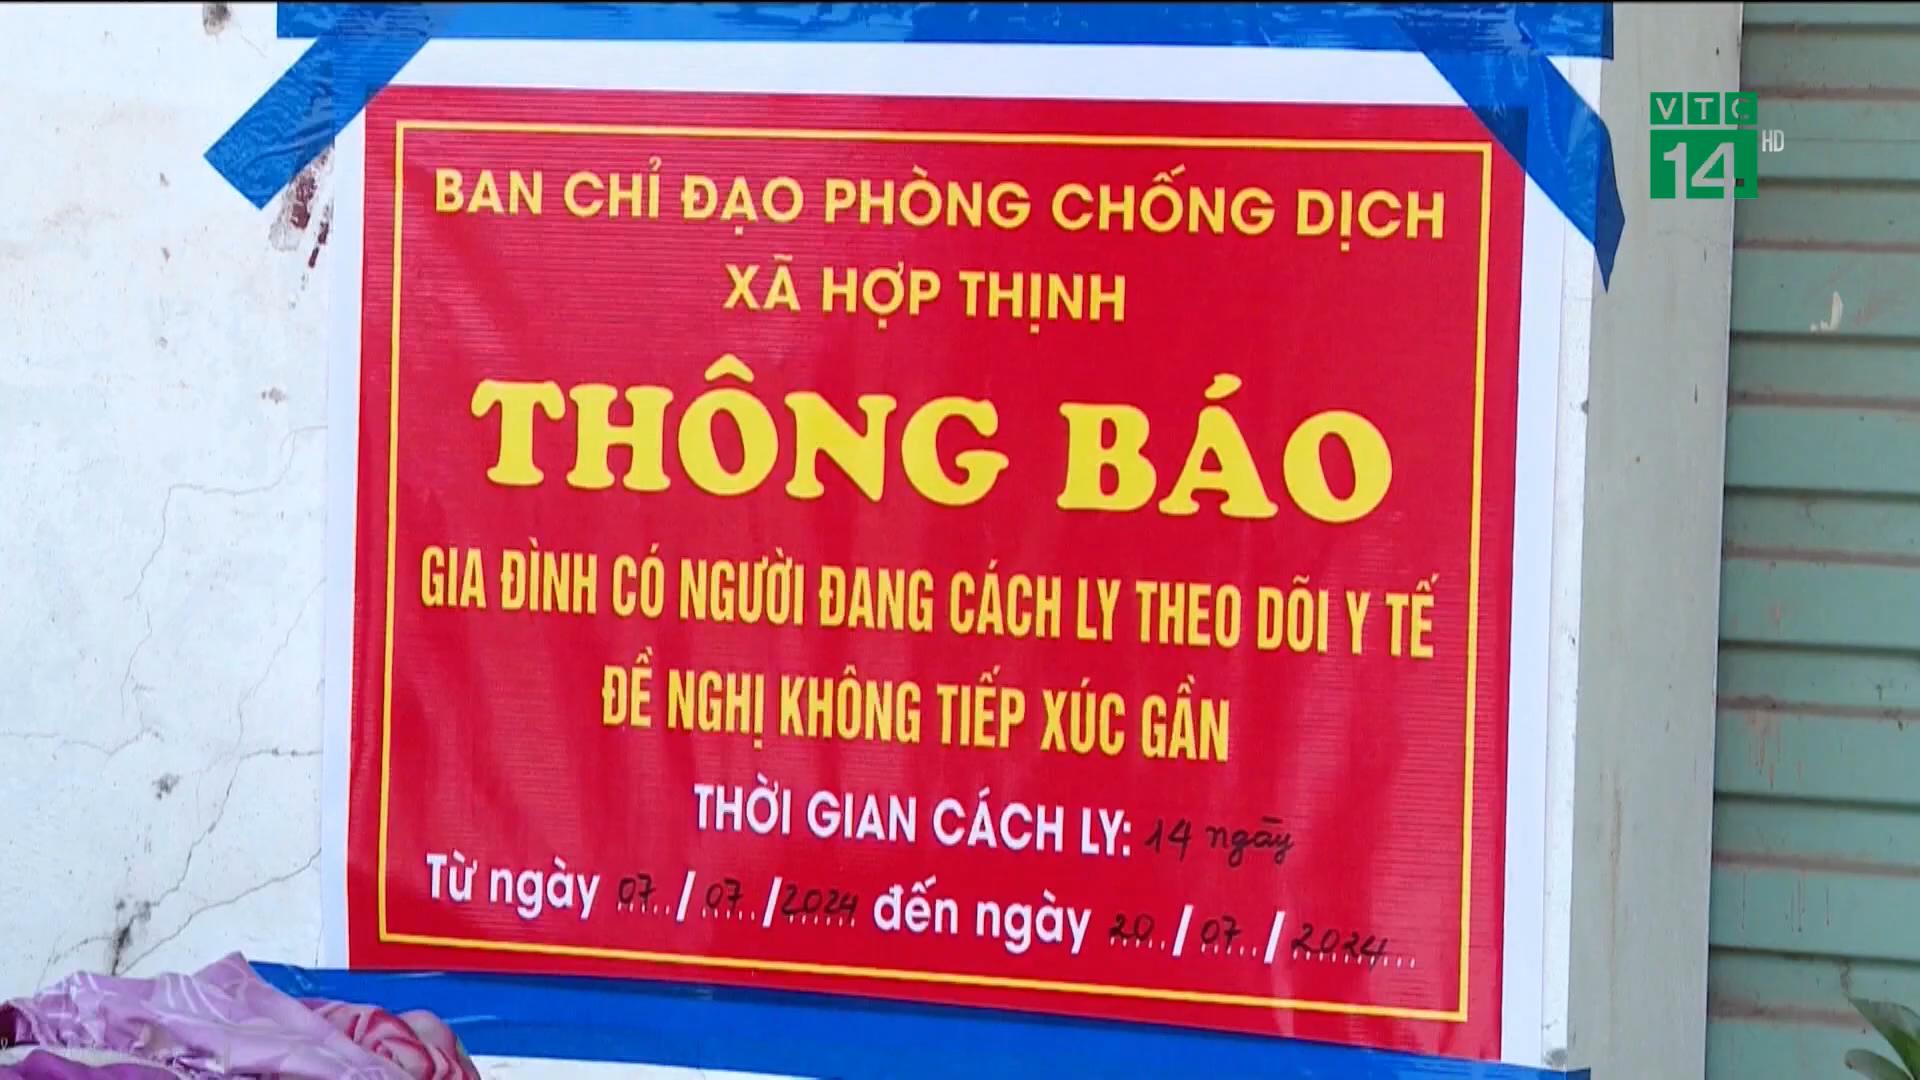 VTC
14 HD
BAN CHỈ ĐẠO PHÒNG CHỐNG DỊCH
XÃ HỢP THỊNH
THÔNG BÁO
GIA ĐÌNH CÓ NGƯỜI ĐANG CÁCH LY THEO DÕI Y TẾ
ĐỀ NGHỊ KHÔNG TIẾP XÚC GẦN
THỜI GIAN CÁCH LY: 14 ngày
Từ ngày 07/07/2024 đến ngày 20/07/2024